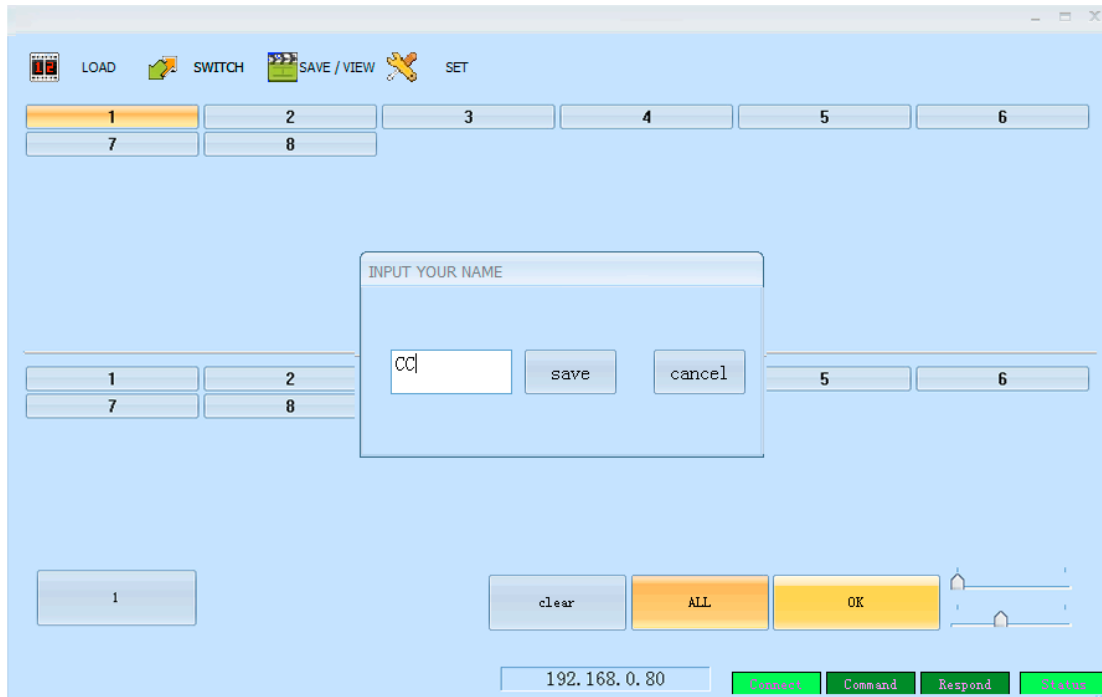 LOAD SWITCH SAVE / VIEW SET
1 2 3 4 5 6
7 8
INPUT YOUR NAME
CC save cancel
1 2 5 6
7 8
1 clear ALL OK
192.168.0.80 Connect Command Respond Status